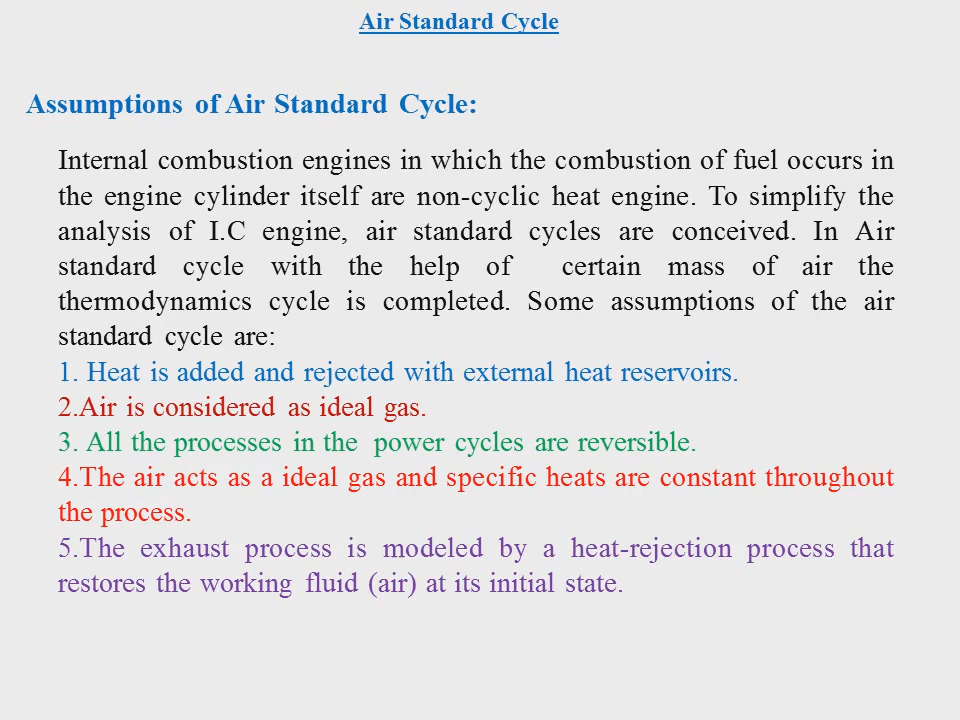 Air Standard Cycle
Assumptions of Air Standard Cycle:
Internal combustion engines in which the combustion of fuel occurs in
the engine cylinder itself are non-cyclic heat engine. To simplify the
analysis of I.C engine, air standard cycles are conceived. In Air
standard cycle with the help of certain mass of air the
thermodynamics cycle is completed. Some assumptions of the air
standard cycle are:
1. Heat is added and rejected with external heat reservoirs.
2.Air is considered as ideal gas.
3. All the processes in the power cycles are reversible.
4.The air acts as a ideal gas and specific heats are constant throughout
the process.
5.The exhaust process is modeled by a heat-rejection process that
restores the working fluid (air) at its initial state.